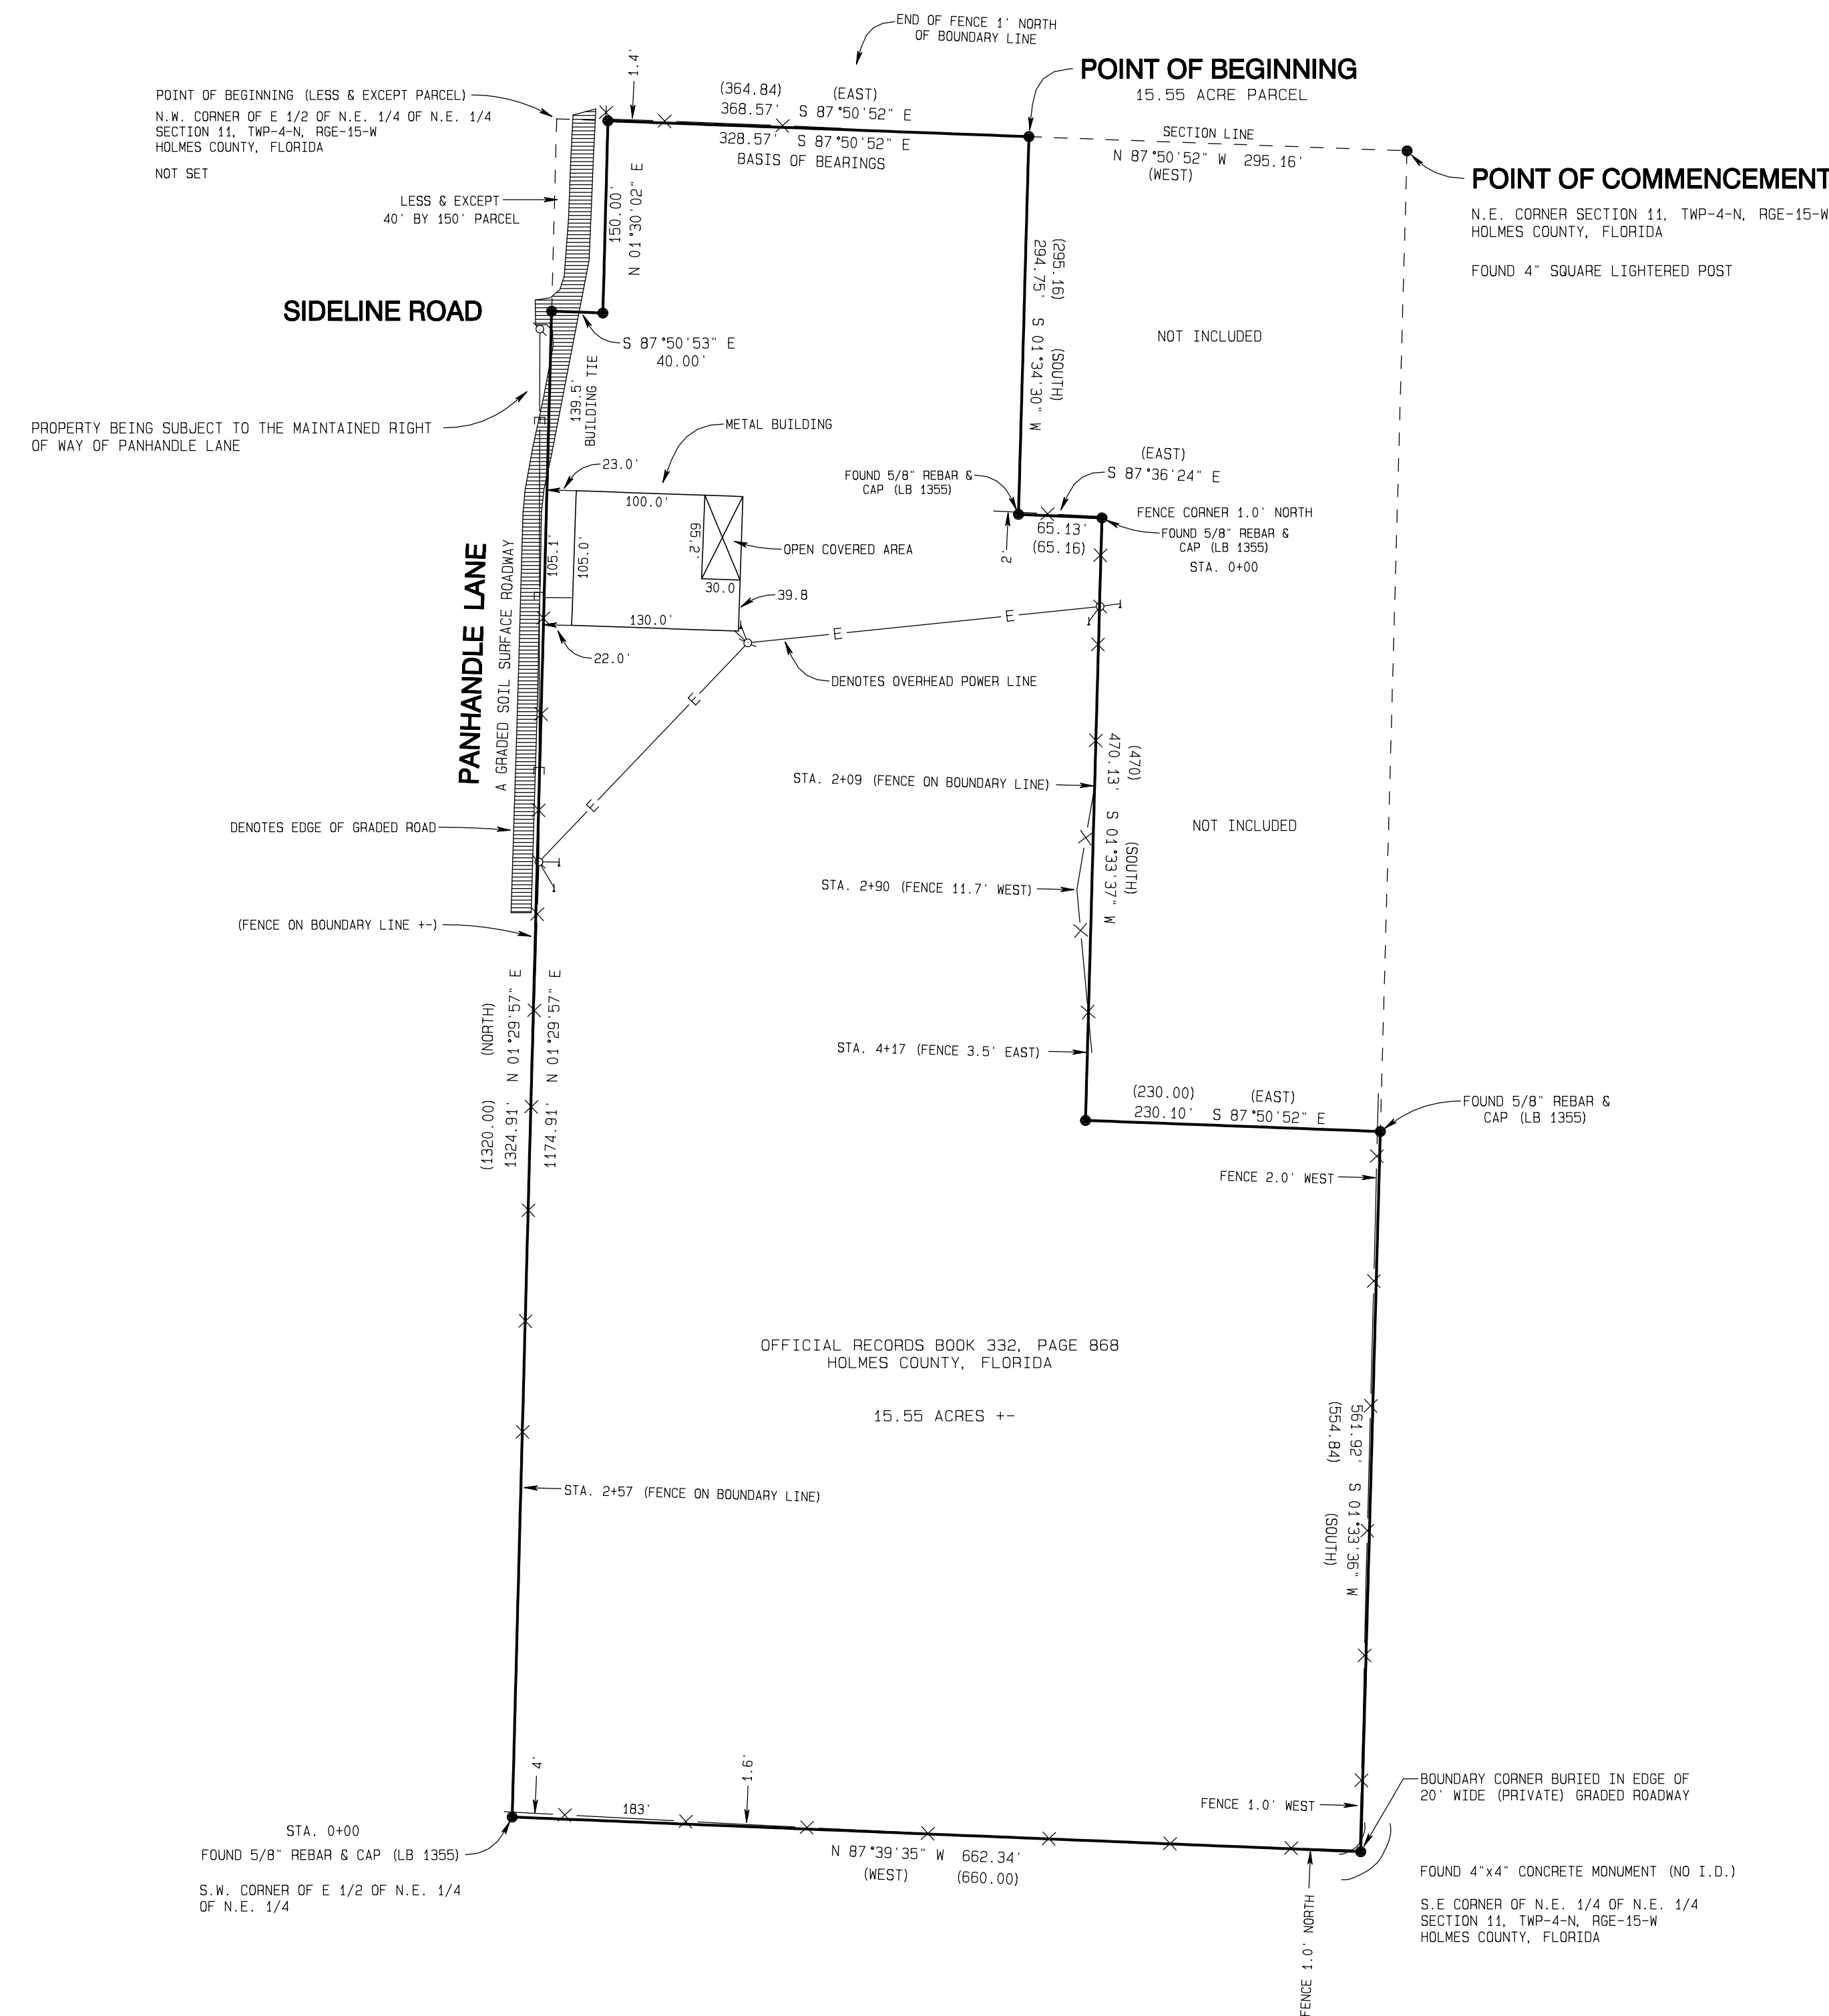 END OF FENCE 1' NORTH
OF BOUNDARY LINE
1.4'
POINT OF BEGINNING
15.55 ACRE PARCEL
POINT OF BEGINNING (LESS & EXCEPT PARCEL)
N.W. CORNER OF E 1/2 OF N.E. 1/4 OF N.E. 1/4
SECTION 11, TWP-4-N, RGE-15-W
HOLMES COUNTY, FLORIDA
NOT SET
(364.84) (EAST)
368.57' S 87°50'52" E
328.57' S 87°50'52" E
BASIS OF BEARINGS
SECTION LINE
N 87°50'52" W 295.16'
(WEST)
POINT OF COMMENCEMENT
N.E. CORNER SECTION 11, TWP-4-N, RGE-15-W
HOLMES COUNTY, FLORIDA
FOUND 4" SQUARE LIGHTERED POST
LESS & EXCEPT
40' BY 150' PARCEL
150.00'
N 01°30'02" E
(295.16) (SOUTH)
294.75' S 01°34'30" W
SIDELINE ROAD
S 87°50'53" E
40.00'
NOT INCLUDED
139.5'
BUILDING TIE
PROPERTY BEING SUBJECT TO THE MAINTAINED RIGHT
OF WAY OF PANHANDLE LANE
METAL BUILDING
23.0'
100.0'
(EAST)
S 87°36'24" E
FOUND 5/8" REBAR &
CAP (LB 1355)
FENCE CORNER 1.0' NORTH
65.13'
(65.16)
2'
FOUND 5/8" REBAR &
CAP (LB 1355)
STA. 0+00
105.1'
105.0'
65.2'
OPEN COVERED AREA
30.0
39.8
130.0'
22.0'
E
E
DENOTES OVERHEAD POWER LINE
E
E
PANHANDLE LANE
A GRADED SOIL SURFACE ROADWAY
STA. 2+09 (FENCE ON BOUNDARY LINE)
(470) (SOUTH)
470.13' S 01°33'37" W
DENOTES EDGE OF GRADED ROAD
NOT INCLUDED
STA. 2+90 (FENCE 11.7' WEST)
(FENCE ON BOUNDARY LINE +-)
(1320.00) (NORTH)
1324.91' N 01°29'57" E
1174.91' N 01°29'57" E
STA. 4+17 (FENCE 3.5' EAST)
(230.00) (EAST)
230.10' S 87°50'52" E
FOUND 5/8" REBAR &
CAP (LB 1355)
FENCE 2.0' WEST
OFFICIAL RECORDS BOOK 332, PAGE 868
HOLMES COUNTY, FLORIDA
15.55 ACRES +-
561.92' S 01°33'36" W
(554.84) (SOUTH)
STA. 2+57 (FENCE ON BOUNDARY LINE)
4'
183'
1.6'
FENCE 1.0' WEST
BOUNDARY CORNER BURIED IN EDGE OF
20' WIDE (PRIVATE) GRADED ROADWAY
STA. 0+00
FOUND 5/8" REBAR & CAP (LB 1355)
S.W. CORNER OF E 1/2 OF N.E. 1/4
OF N.E. 1/4
N 87°39'35" W 662.34'
(WEST) (660.00)
FENCE 1.0' NORTH
FOUND 4"x4" CONCRETE MONUMENT (NO I.D.)
S.E CORNER OF N.E. 1/4 OF N.E. 1/4
SECTION 11, TWP-4-N, RGE-15-W
HOLMES COUNTY, FLORIDA